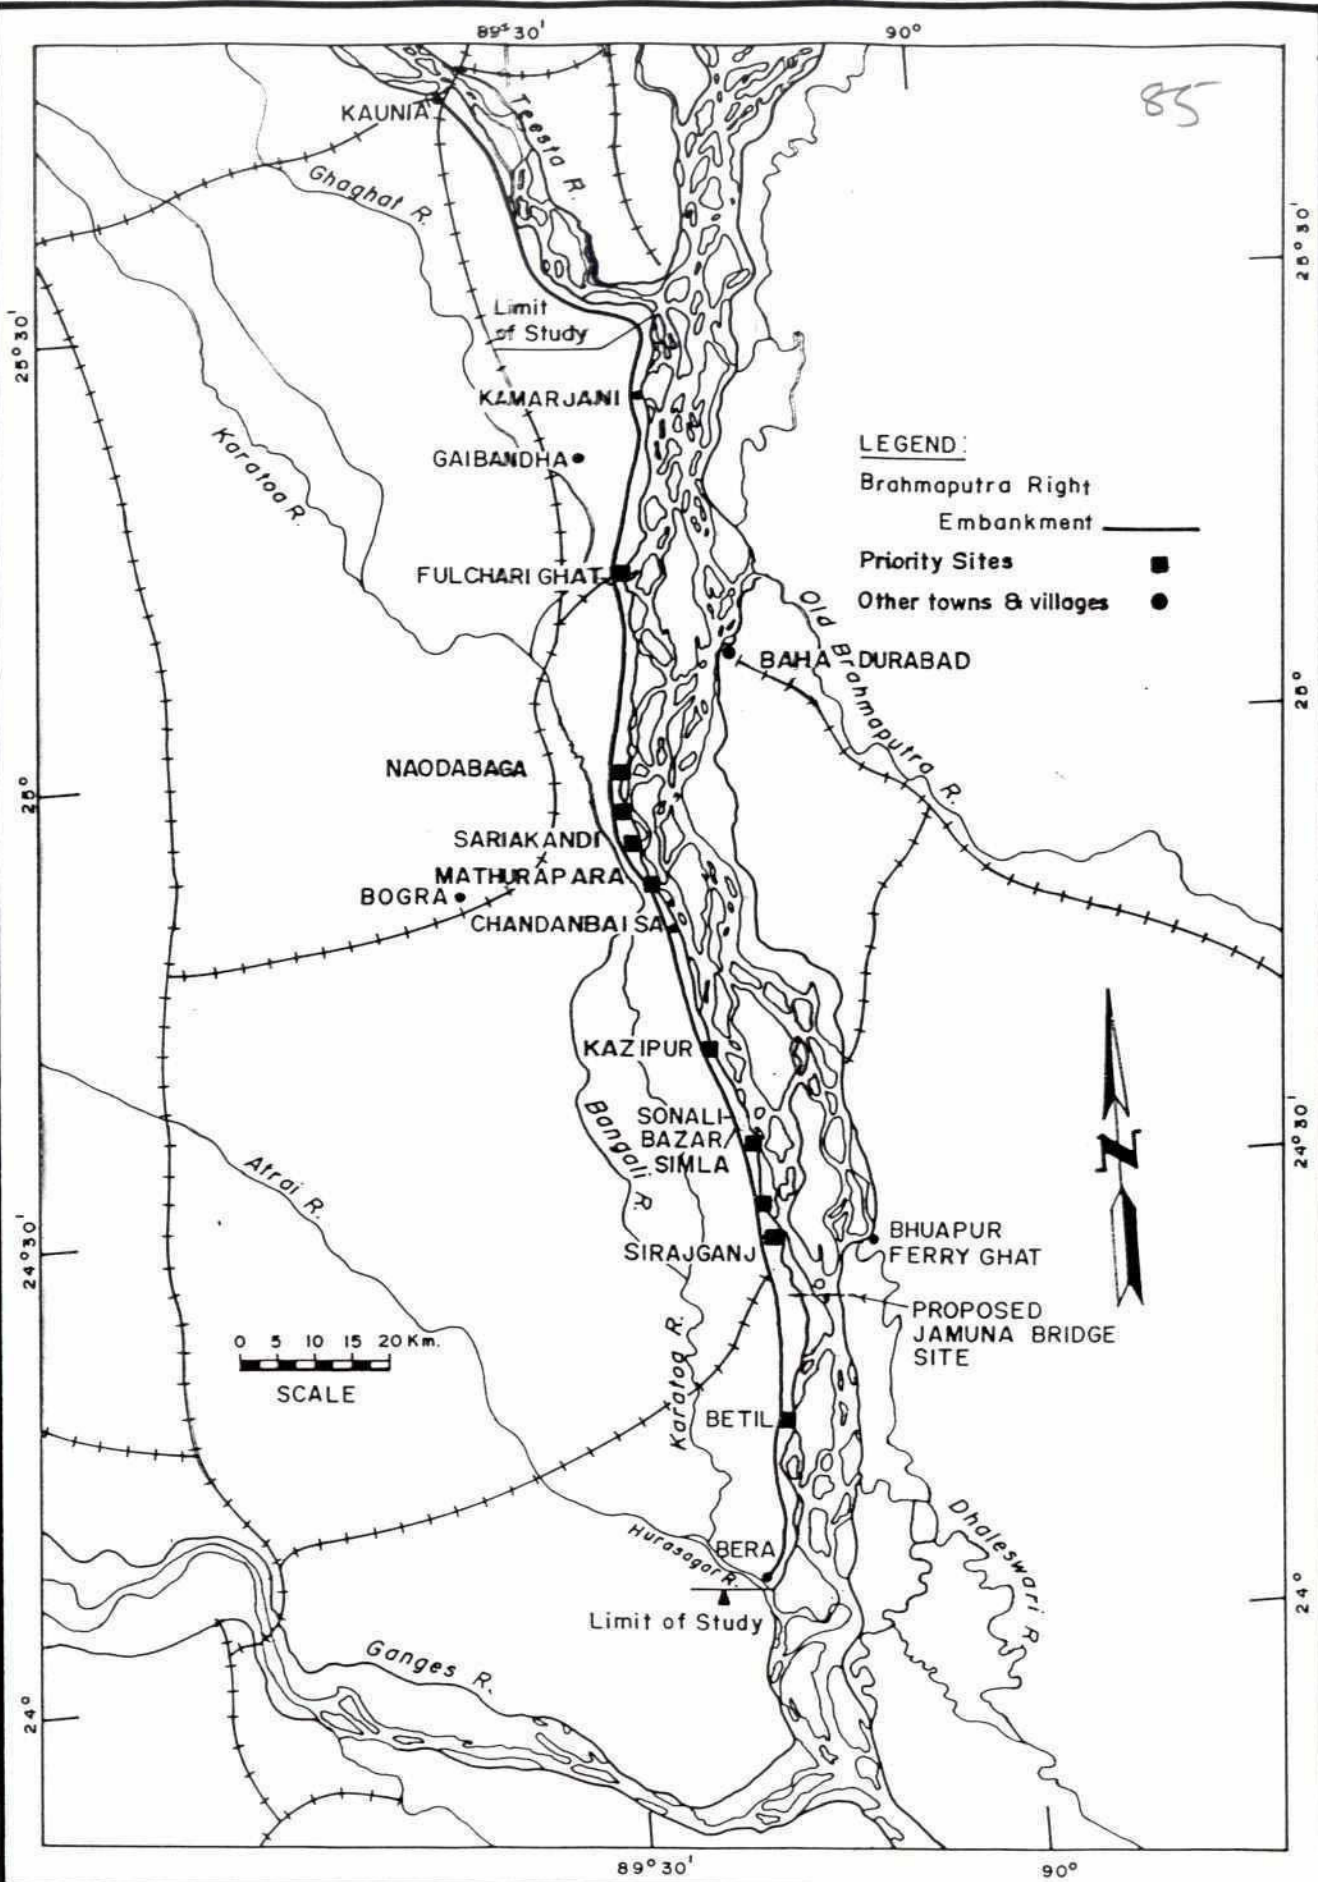 89°30'
90°
85
KAUNIA
Teesta R.
Ghaghat R.
25°30'
Limit
of Study
25°30'
KAMARJANI
Karatoa R.
GAIBANDHA
LEGEND:
Brahmaputra Right
Embankment
Priority Sites
Other towns & villages
FULCHARI GHAT
Old Brahmaputra R.
BAHADURABAD
25°
NAODABAGA
25°
SARIAKANDI
MATHURAPARA
BOGRA
CHANDANBAISA
KAZIPUR
SONALI-
BAZAR/
SIMLA
Bangali R.
24°30'
N
Atrai R.
24°30'
SIRAJGANJ
BHUAPUR
FERRY GHAT
PROPOSED
JAMUNA BRIDGE
SITE
0 5 10 15 20 Km.
SCALE
Karatoa R.
BETIL
Dhaleswari R.
Hurasagar R.
BERA
24°
Limit of Study
Ganges R.
24°
89°30'
90°